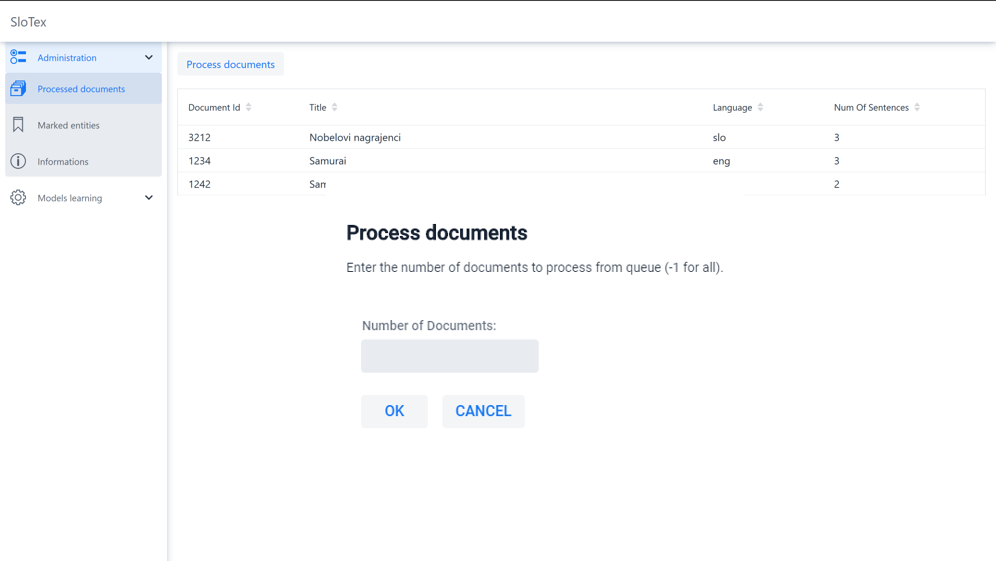 SloTex
Administration
Processed documents
Marked entities
Informations
Models learning
Process documents
Document Id Title Language Num Of Sentences
3212 Nobelovi nagrajenci slo 3
1234 Samurai eng 3
1242 2
Process documents
Enter the number of documents to process from queue (-1 for all).
Number of Documents:
OK CANCEL